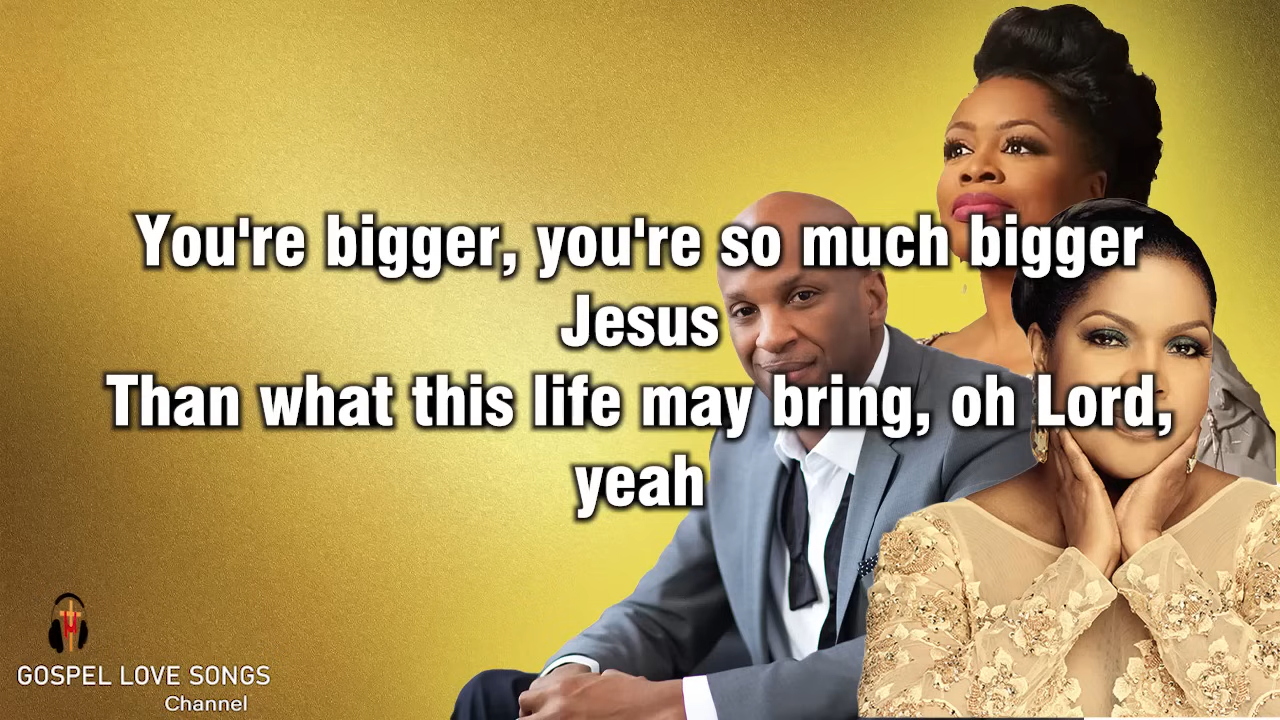 You're bigger, you're so much bigger
Jesus
Than what this life may bring, oh Lord,
yeah
GOSPEL LOVE SONGS
Channel